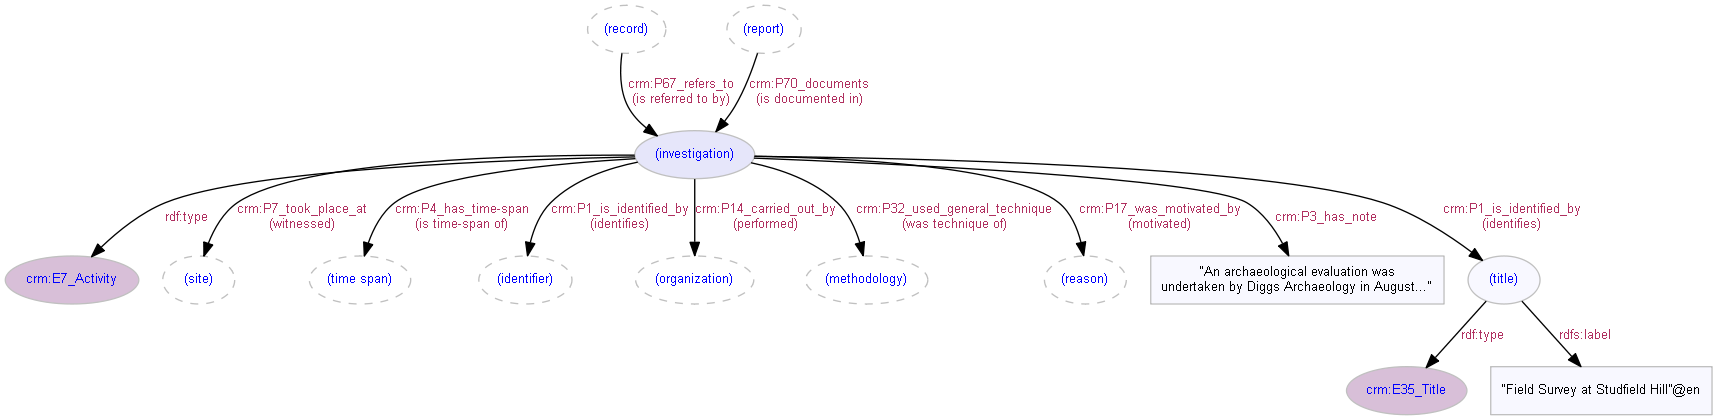 (record)
(report)
crm:P67_refers_to
(is referred to by)
crm:P70_documents
(is documented in)
(investigation)
rdf:type
crm:P7_took_place_at
(witnessed)
crm:P4_has_time-span
(is time-span of)
crm:P1_is_identified_by
(identifies)
crm:P14_carried_out_by
(performed)
crm:P32_used_general_technique
(was technique of)
crm:P17_was_motivated_by
(motivated)
crm:P3_has_note
crm:P1_is_identified_by
(identifies)
crm:E7_Activity
(site)
(time span)
(identifier)
(organization)
(methodology)
(reason)
"An archaeological evaluation was
undertaken by Diggs Archaeology in August..."
(title)
rdf:type
rdfs:label
crm:E35_Title
"Field Survey at Studfield Hill"@en